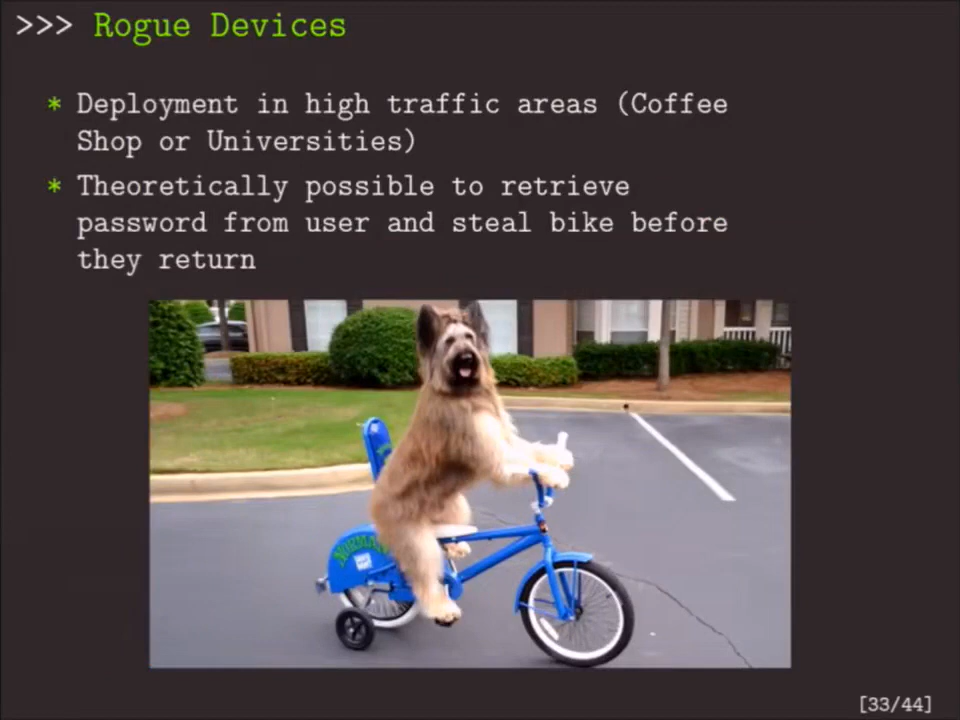 >>> Rogue Devices
* Deployment in high traffic areas (Coffee
Shop or Universities)
* Theoretically possible to retrieve
password from user and steal bike before
they return
NORMAN
[33/44]